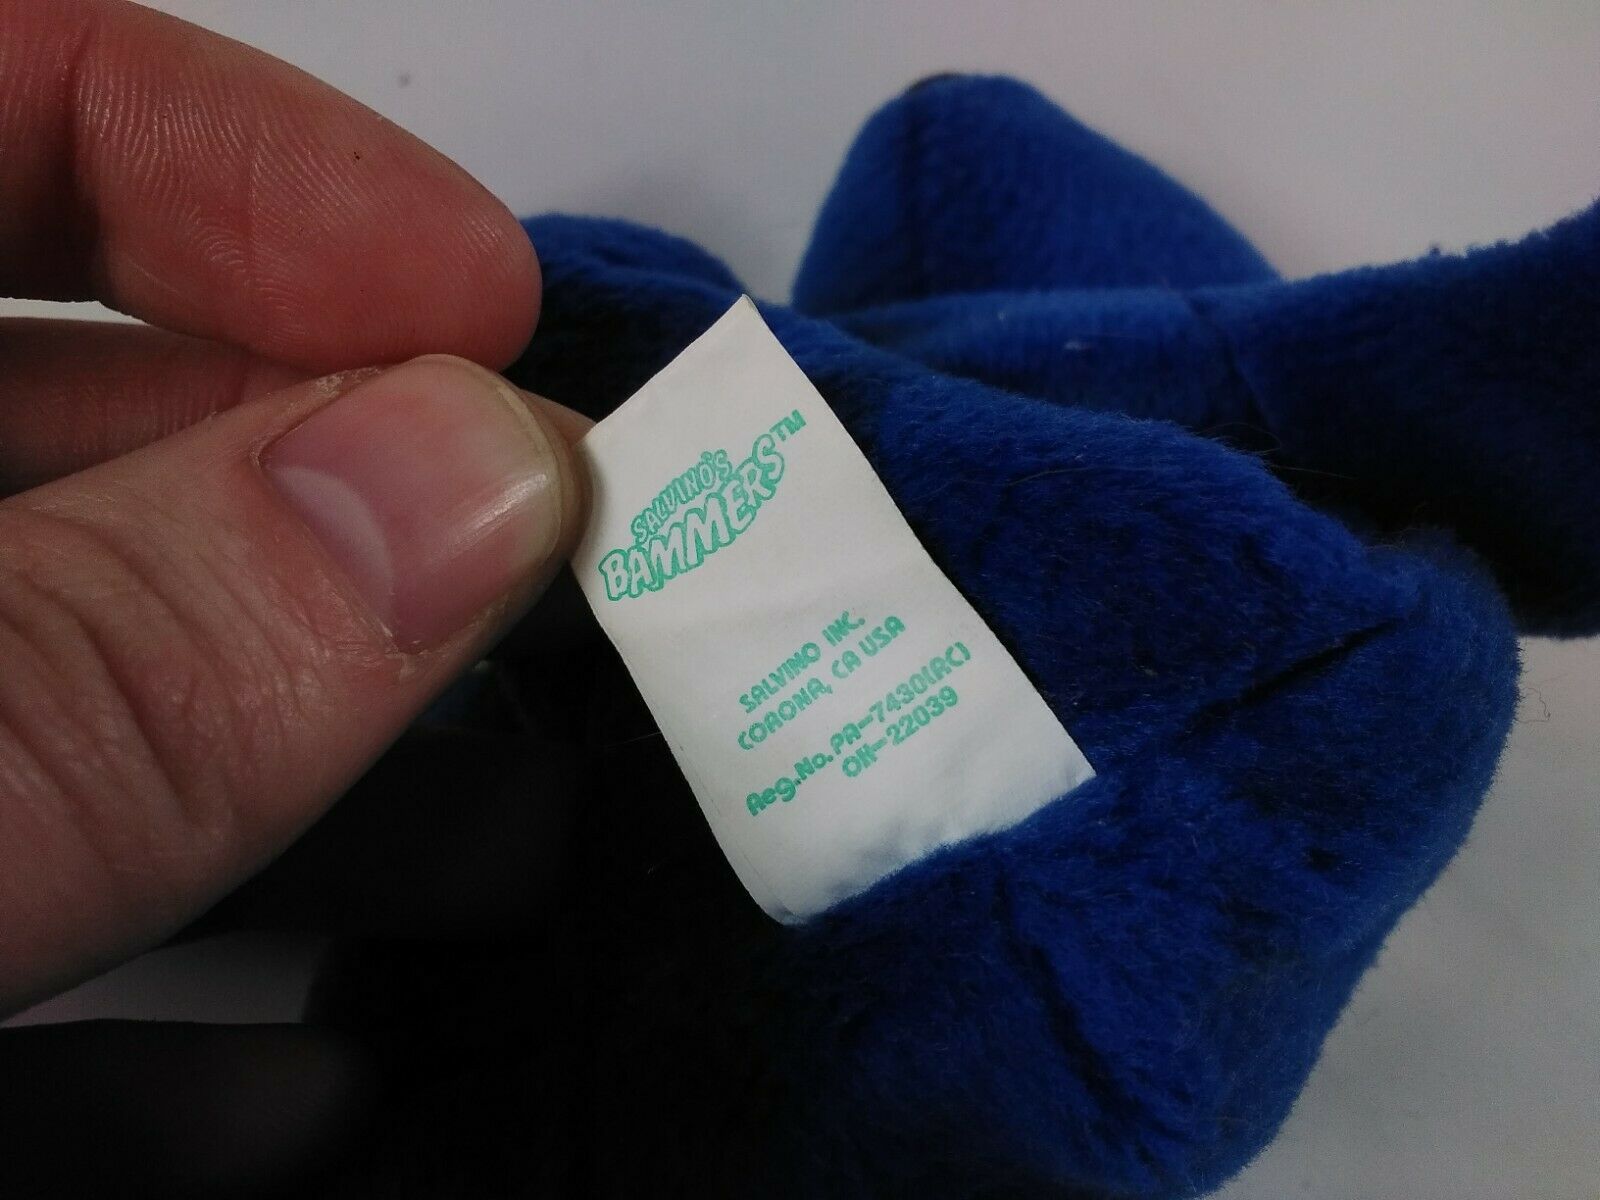 SALVINO'S
BAMMERS™
SALVINO INC.
CORONA, CA USA
Reg.No. PA-7430(RC)
OH-22039